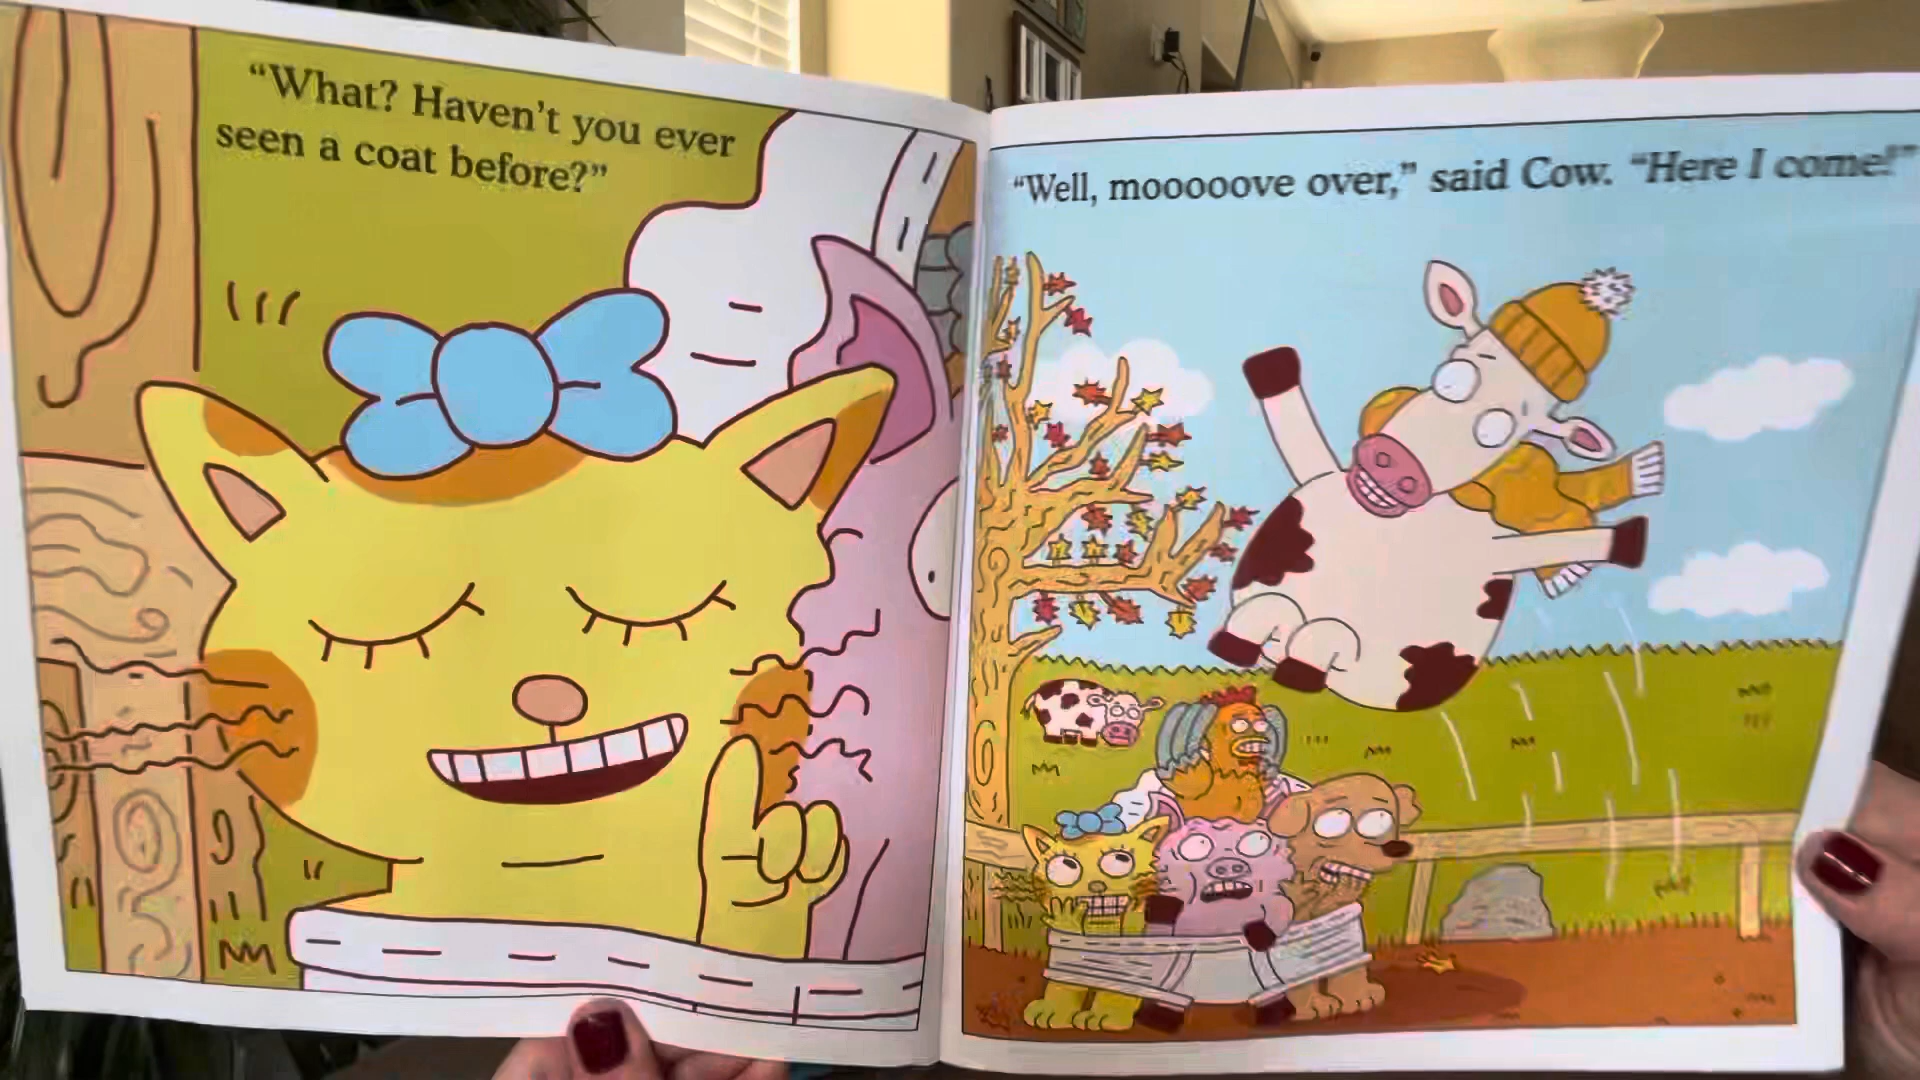 “What? Haven’t you ever
seen a coat before?”
“Well, mooooove over,” said Cow. “Here I come!”